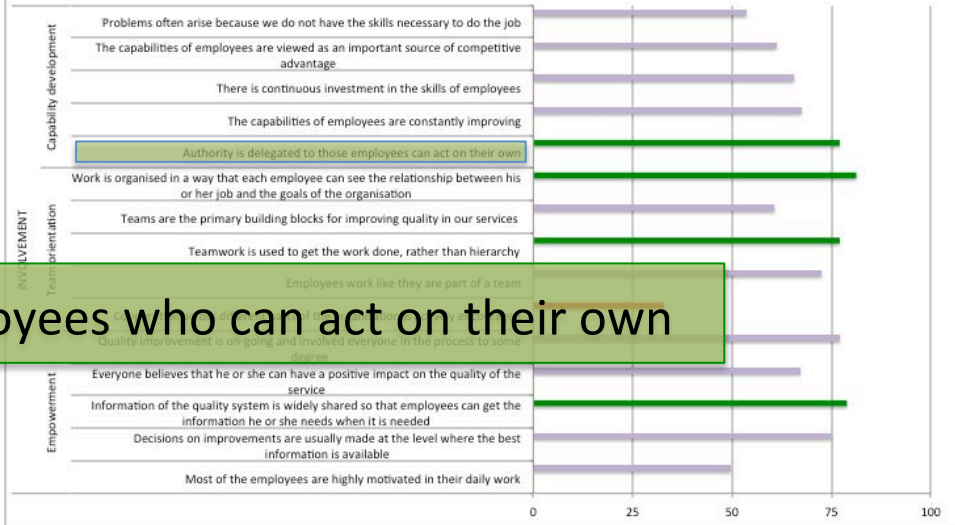 Problems often arise because we do not have the skills necessary to do the job
The capabilities of employees are viewed as an important source of competitive
advantage
There is continuous investment in the skills of employees
The capabilities of employees are constantly improving
Authority is delegated to those employees can act on their own
Capability development
Work is organised in a way that each employee can see the relationship between his
or her job and the goals of the organisation
Teams are the primary building blocks for improving quality in our services
Teamwork is used to get the work done, rather than hierarchy
Employees work like they are part of a team
Team orientation
INVOLVEMENT
oyees who can act on their own
Quality improvement is on-going and involved everyone in the process to some
degree
Everyone believes that he or she can have a positive impact on the quality of the
service
Information of the quality system is widely shared so that employees can get the
information he or she needs when it is needed
Decisions on improvements are usually made at the level where the best
information is available
Most of the employees are highly motivated in their daily work
Empowerment
0 25 50 75 100